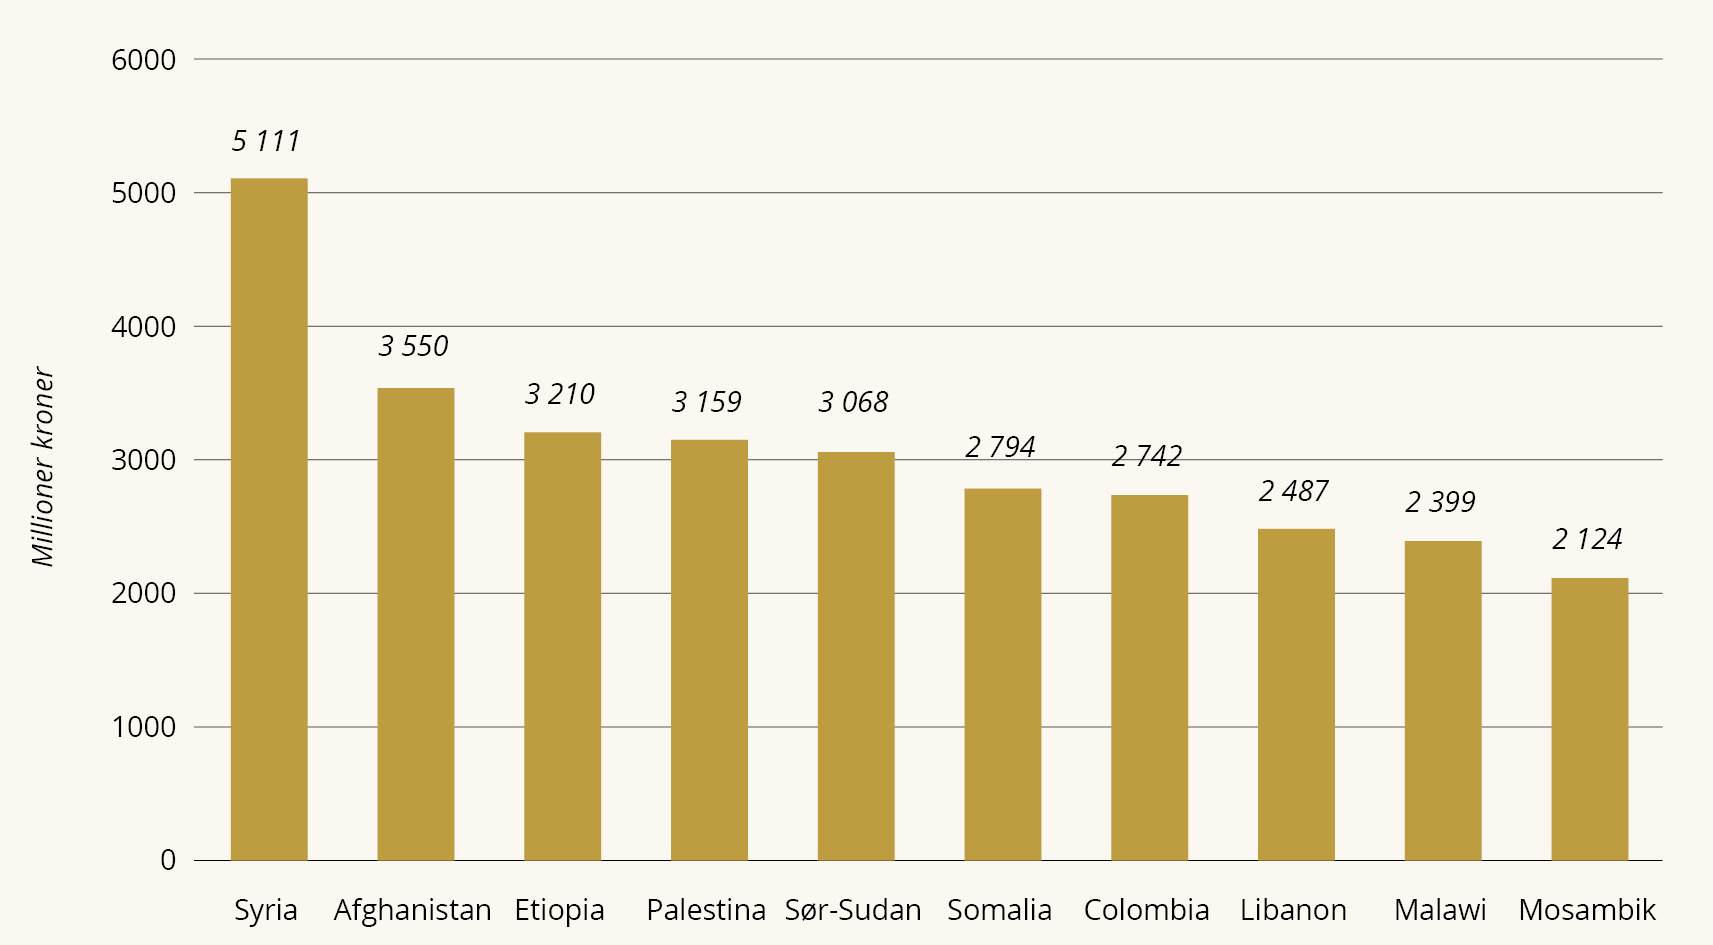 6000
5000
4000
3000
2000
1000
0
Millioner kroner
5 111
3 550
3 210
3 159
3 068
2 794
2 742
2 487
2 399
2 124
Syria
Afghanistan
Etiopia
Palestina
Sør-Sudan
Somalia
Colombia
Libanon
Malawi
Mosambik